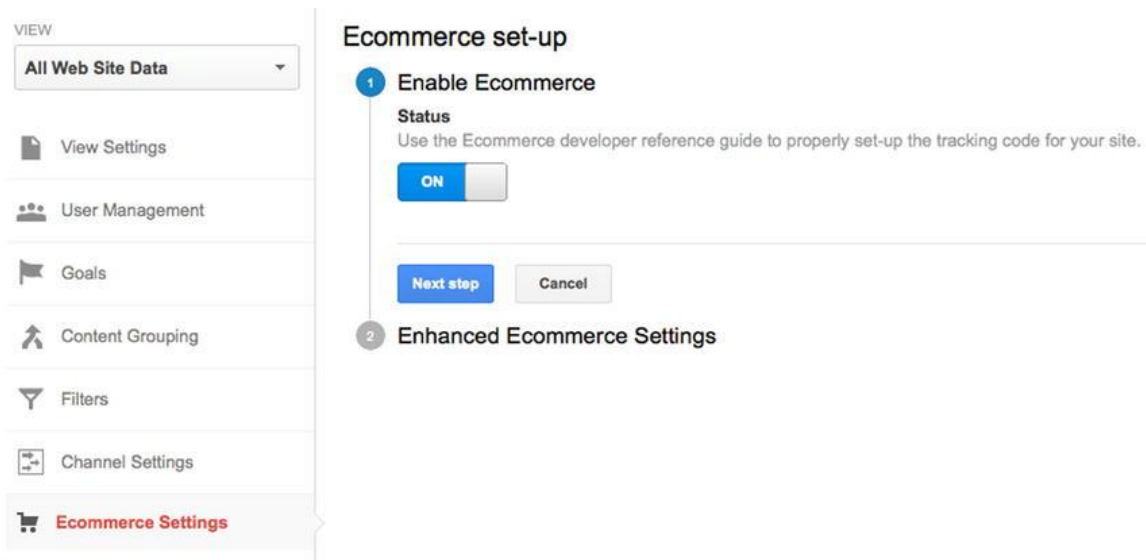 VIEW
All Web Site Data
View Settings
User Management
Goals
Content Grouping
Filters
Channel Settings
Ecommerce Settings
Ecommerce set-up
1 Enable Ecommerce
Status
Use the Ecommerce developer reference guide to properly set-up the tracking code for your site.
ON
Next step Cancel
2 Enhanced Ecommerce Settings